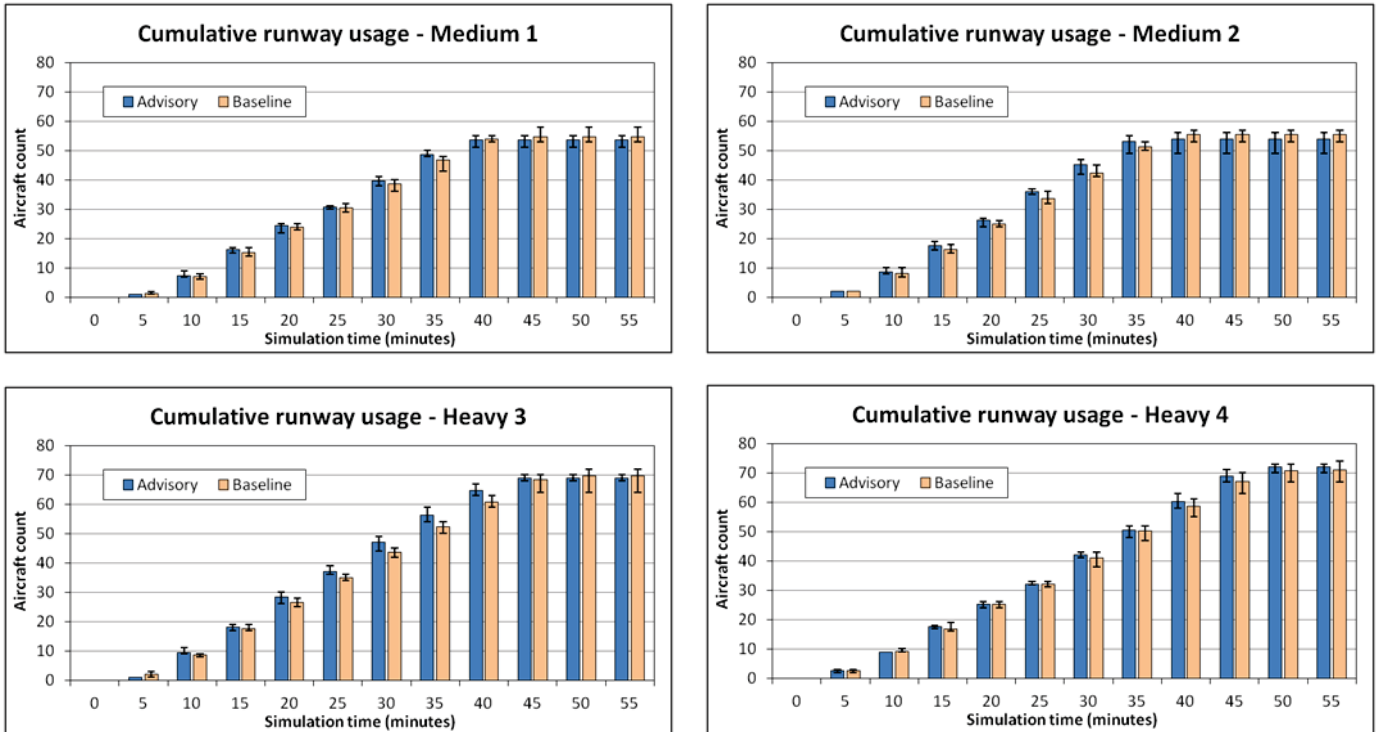 Cumulative runway usage - Medium 1
80
70
60
50
40
30
20
10
0
Aircraft count
Advisory Baseline
0 5 10 15 20 25 30 35 40 45 50 55
Simulation time (minutes)
Cumulative runway usage - Medium 2
80
70
60
50
40
30
20
10
0
Aircraft count
Advisory Baseline
0 5 10 15 20 25 30 35 40 45 50 55
Simulation time (minutes)
Cumulative runway usage - Heavy 3
80
70
60
50
40
30
20
10
0
Aircraft count
Advisory Baseline
0 5 10 15 20 25 30 35 40 45 50 55
Simulation time (minutes)
Cumulative runway usage - Heavy 4
80
70
60
50
40
30
20
10
0
Aircraft count
Advisory Baseline
0 5 10 15 20 25 30 35 40 45 50 55
Simulation time (minutes)